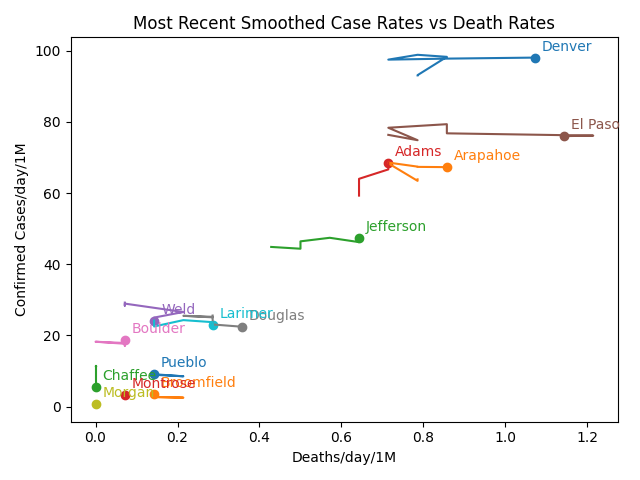 Most Recent Smoothed Case Rates vs Death Rates
Confirmed Cases/day/1M
100
80
60
40
20
0
Denver
El Paso
Adams
Arapahoe
Jefferson
Weld
Larimer
Douglas
Boulder
Pueblo
Chaffee
Montrose
Broomfield
Morgan
0.0 0.2 0.4 0.6 0.8 1.0 1.2
Deaths/day/1M